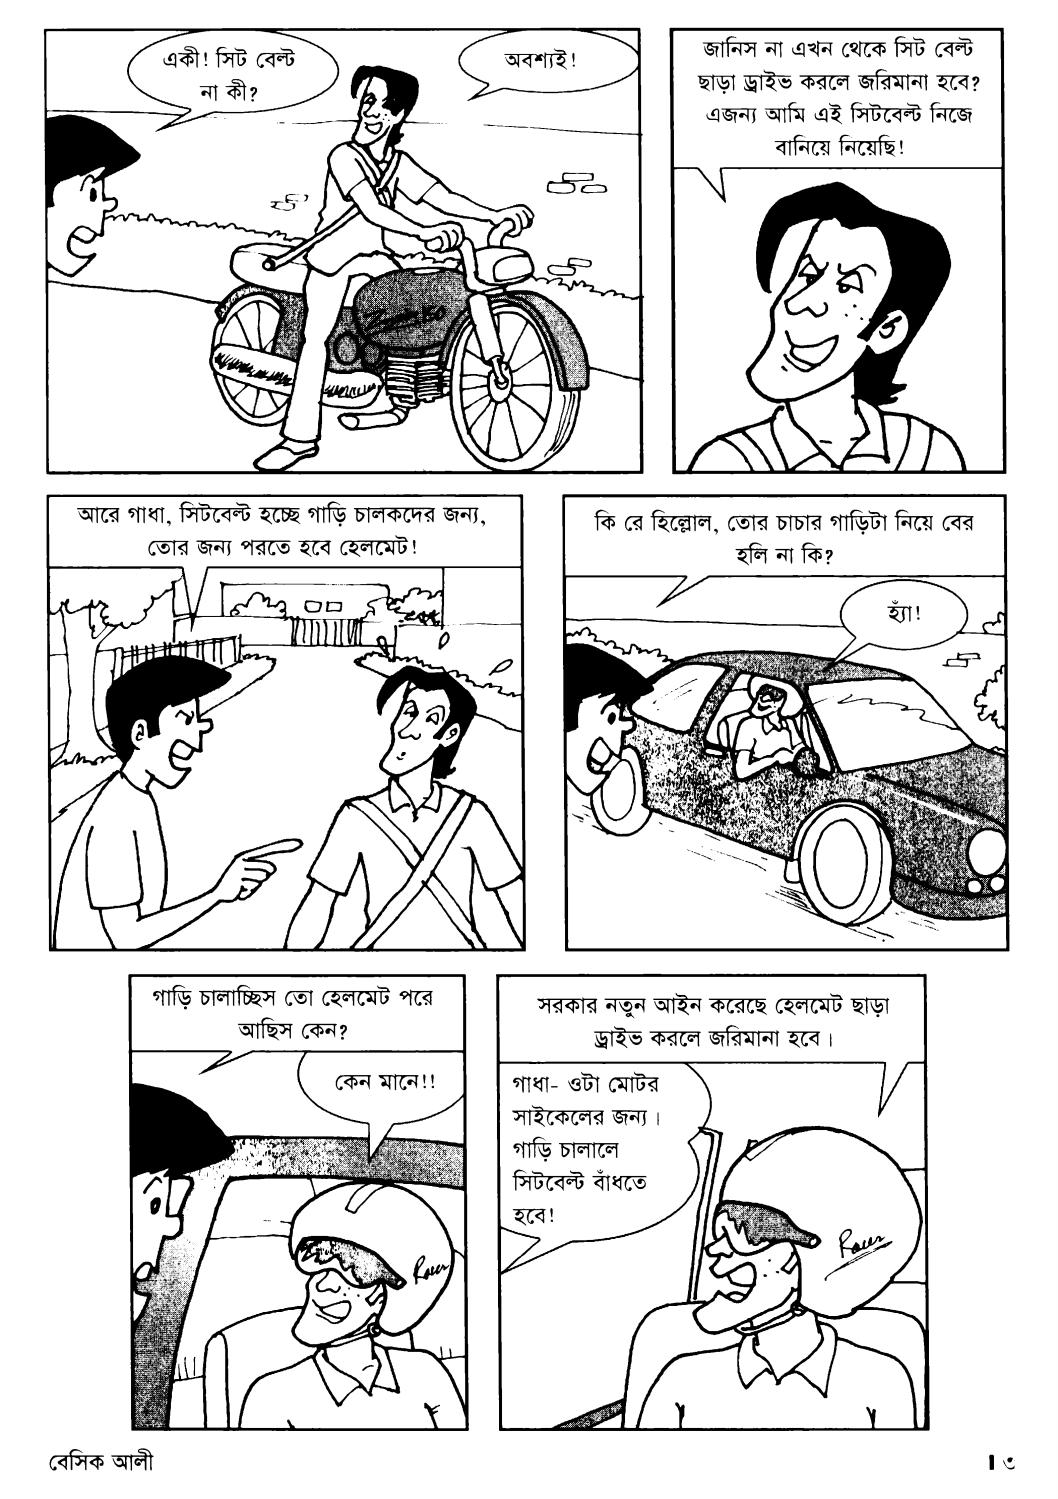 একী! সিট বেল্ট
না কী?
অবশ্যই!
জানিস না এখন থেকে সিট বেল্ট
ছাড়া ড্রাইভ করলে জরিমানা হবে?
এজন্য আমি এই সিটবেল্ট নিজে
বানিয়ে নিয়েছি!
আরে গাধা, সিটবেল্ট হচ্ছে গাড়ি চালকদের জন্য,
তোর জন্য পরতে হবে হেলমেট!
কি রে হিল্লোল, তোর চাচার গাড়িটা নিয়ে বের
হলি না কি?
হ্যাঁ!
গাড়ি চালাচ্ছিস তো হেলমেট পরে
আছিস কেন?
কেন মানে!!
Racer
সরকার নতুন আইন করেছে হেলমেট ছাড়া
ড্রাইভ করলে জরিমানা হবে।
গাধা- ওটা মোটর
সাইকেলের জন্য।
গাড়ি চালালে
সিটবেল্ট বাঁধতে
হবে!
Racer
বেসিক আলী
। ৩